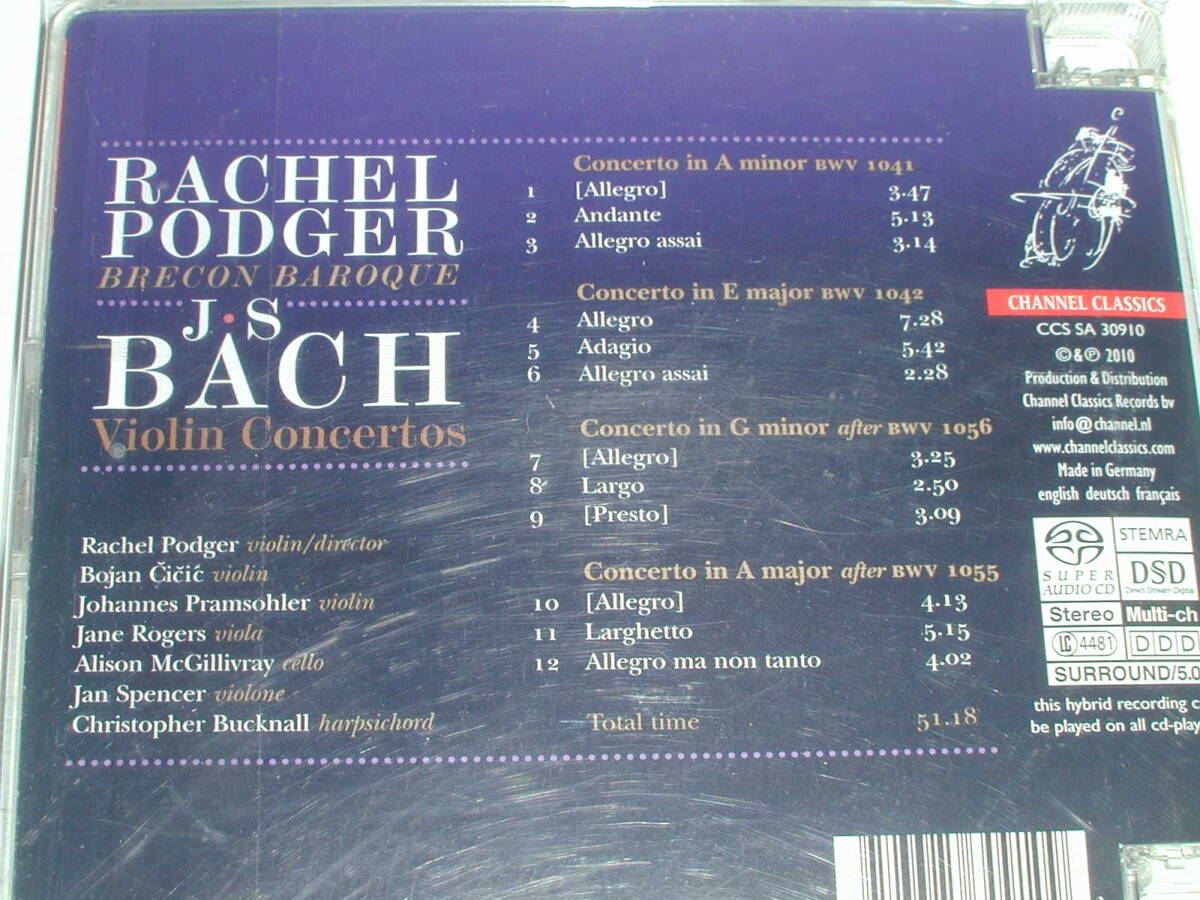 RACHEL
PODGER
BRECON BAROQUE
J.S
BACH
Violin Concertos
Rachel Podger violin/director
Bojan Čičić violin
Johannes Pramsohler violin
Jane Rogers viola
Alison McGillivray cello
Jan Spencer violone
Christopher Bucknall harpsichord
Concerto in A minor BWV 1041
1 [Allegro] 3.47
2 Andante 5.13
3 Allegro assai 3.14
Concerto in E major BWV 1042
4 Allegro 7.28
5 Adagio 5.42
6 Allegro assai 2.28
Concerto in G minor after BWV 1056
7 [Allegro] 3.25
8 Largo 2.50
9 [Presto] 3.09
Concerto in A major after BWV 1055
10 [Allegro] 4.13
11 Larghetto 5.15
12 Allegro ma non tanto 4.02
Total time 51.18
CHANNEL CLASSICS
CCS SA 30910
©&℗ 2010
Production & Distribution
Channel Classics Records bv
info@channel.nl
www.channelclassics.com
Made in Germany
english deutsch français
SUPER AUDIO CD
STEMRA
DSD
Direct Stream Digital
Stereo Multi-ch
LC 4481 DDD
SURROUND/5.0
this hybrid recording c
be played on all cd-play